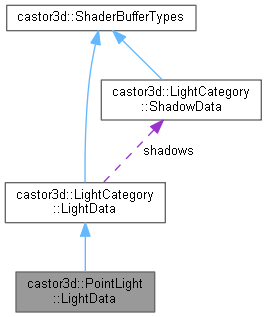 castor3d::ShaderBufferTypes
castor3d::LightCategory
::ShadowData
shadows
castor3d::LightCategory
::LightData
castor3d::PointLight
::LightData